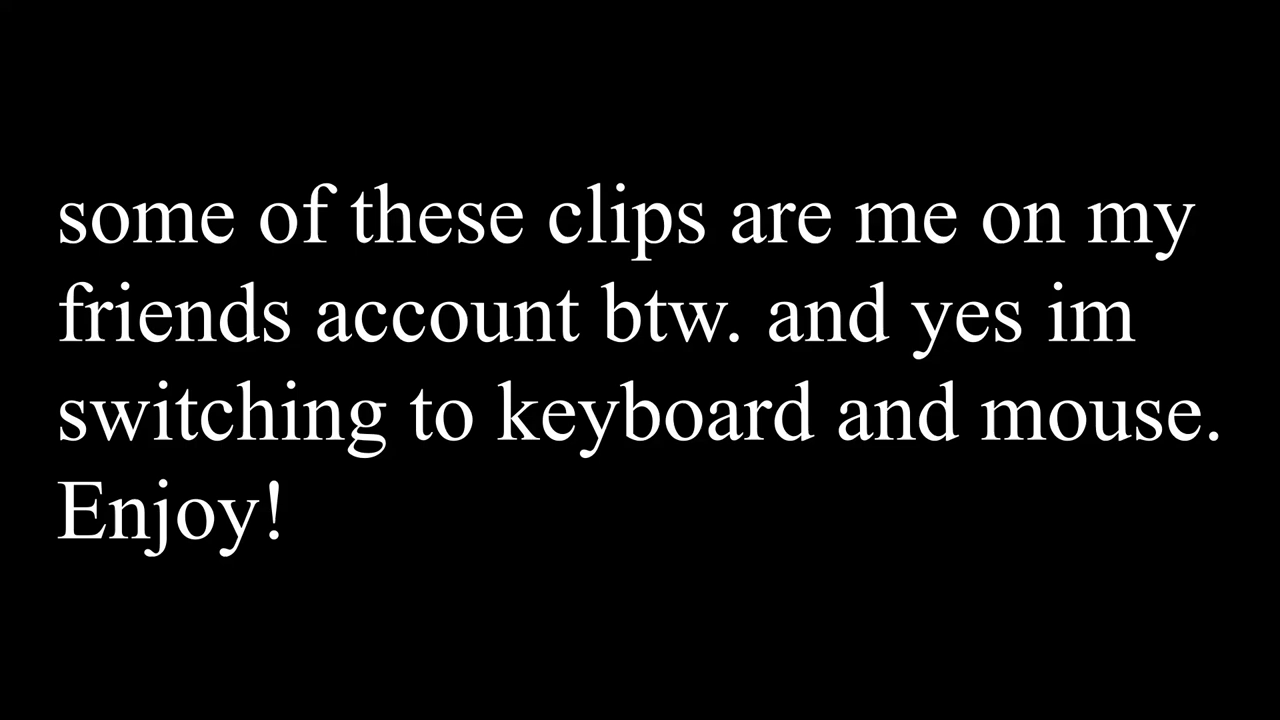 some of these clips are me on my
friends account btw. and yes im
switching to keyboard and mouse.
Enjoy!